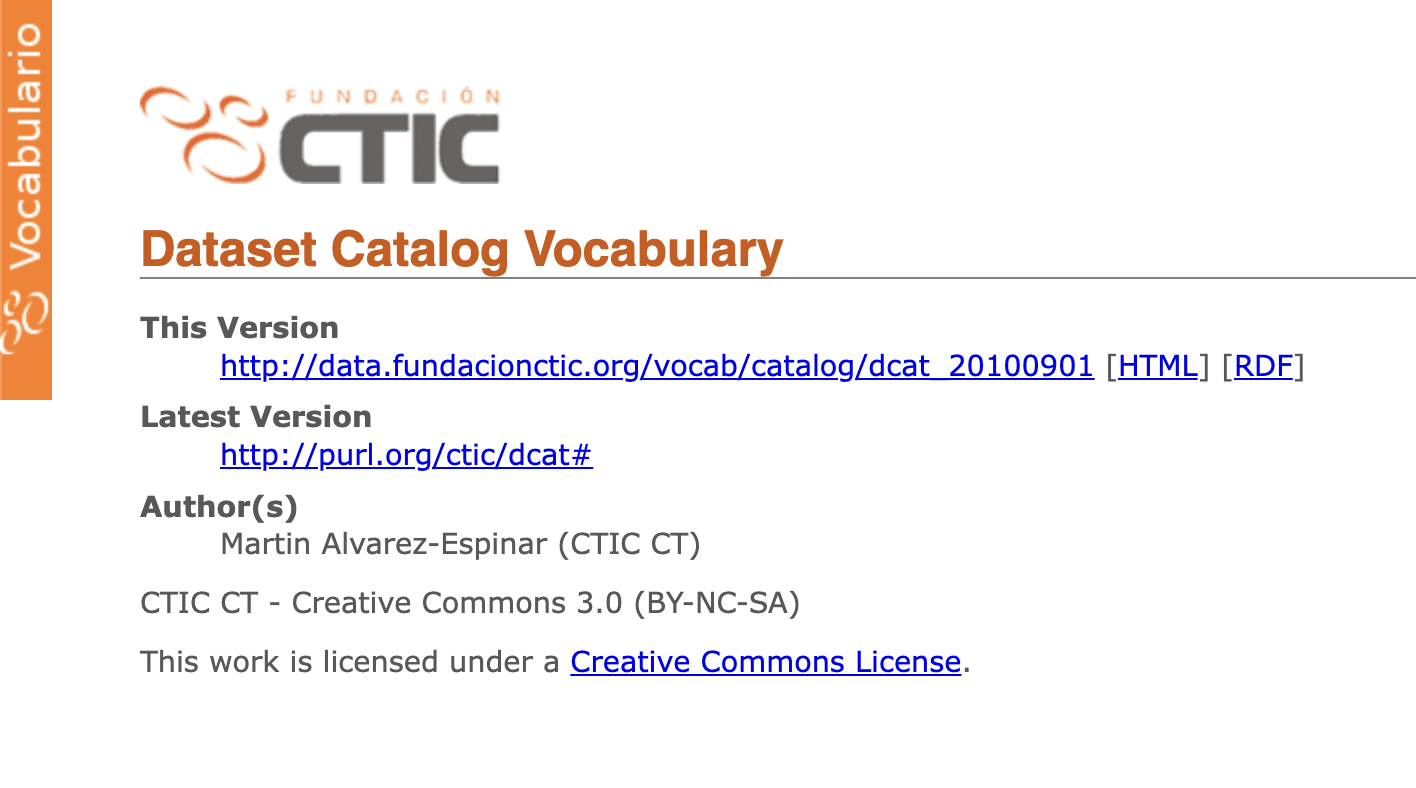 Vocabulario
FUNDACIÓN
CTIC
Dataset Catalog Vocabulary
This Version
http://data.fundacionctic.org/vocab/catalog/dcat_20100901 [HTML] [RDF]
Latest Version
http://purl.org/ctic/dcat#
Author(s)
Martin Alvarez-Espinar (CTIC CT)
CTIC CT - Creative Commons 3.0 (BY-NC-SA)
This work is licensed under a Creative Commons License.